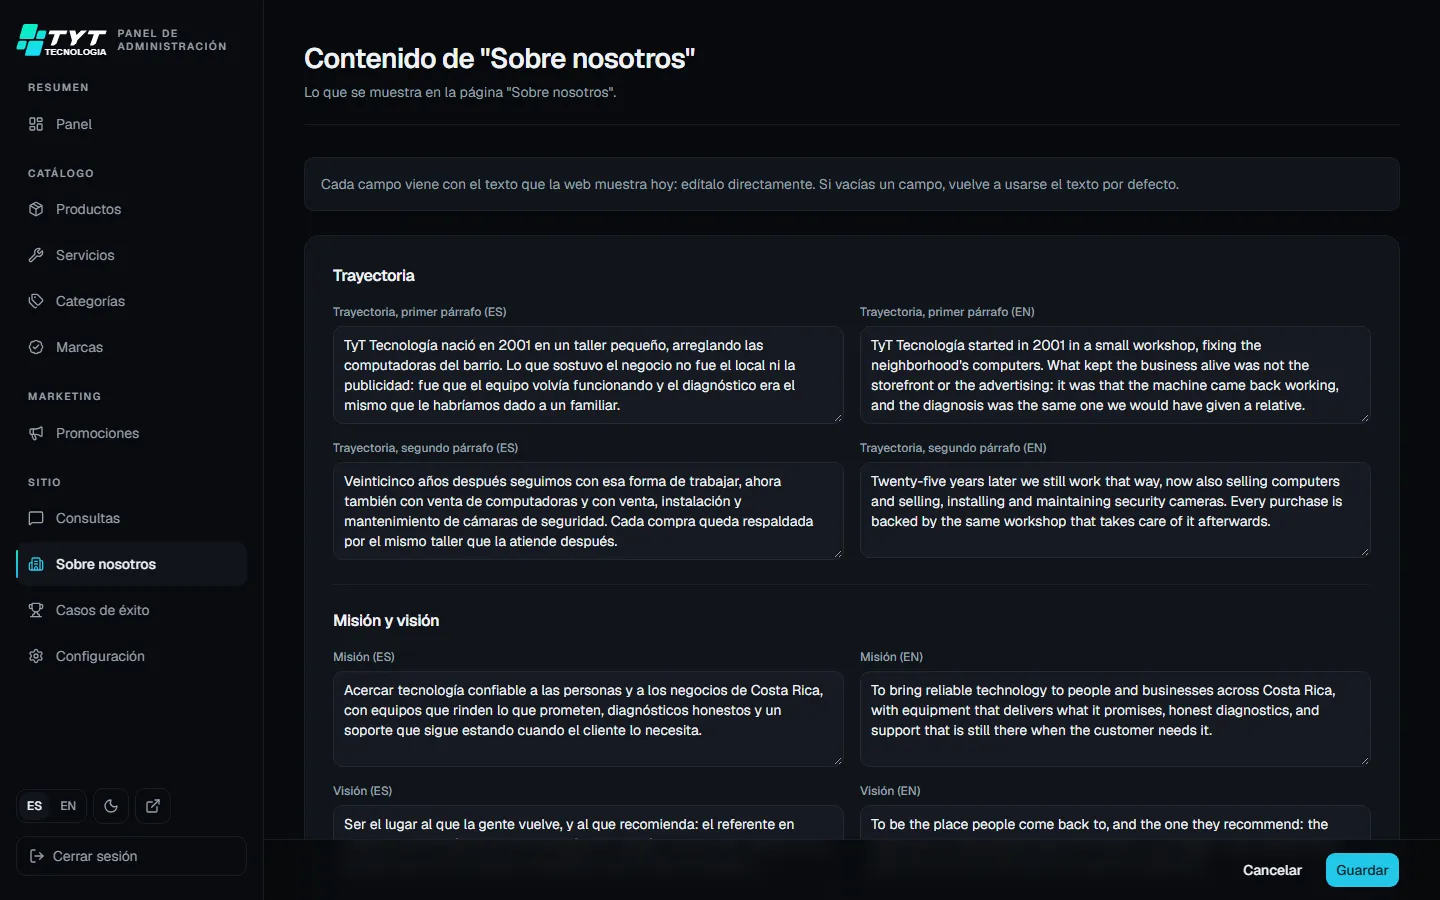 TYT
TECNOLOGIA
PANEL DE
ADMINISTRACIÓN
RESUMEN
Panel
CATÁLOGO
Productos
Servicios
Categorías
Marcas
MARKETING
Promociones
SITIO
Consultas
Sobre nosotros
Casos de éxito
Configuración
ES EN
Cerrar sesión
Contenido de "Sobre nosotros"
Lo que se muestra en la página "Sobre nosotros".
Cada campo viene con el texto que la web muestra hoy: edítalo directamente. Si vacías un campo, vuelve a usarse el texto por defecto.
Trayectoria
Trayectoria, primer párrafo (ES)
TyT Tecnología nació en 2001 en un taller pequeño, arreglando las
computadoras del barrio. Lo que sostuvo el negocio no fue el local ni la
publicidad: fue que el equipo volvía funcionando y el diagnóstico era el
mismo que le habríamos dado a un familiar.
Trayectoria, primer párrafo (EN)
TyT Tecnología started in 2001 in a small workshop, fixing the
neighborhood's computers. What kept the business alive was not the
storefront or the advertising: it was that the machine came back working,
and the diagnosis was the same one we would have given a relative.
Trayectoria, segundo párrafo (ES)
Veinticinco años después seguimos con esa forma de trabajar, ahora
también con venta de computadoras y con venta, instalación y
mantenimiento de cámaras de seguridad. Cada compra queda respaldada
por el mismo taller que la atiende después.
Trayectoria, segundo párrafo (EN)
Twenty-five years later we still work that way, now also selling computers
and selling, installing and maintaining security cameras. Every purchase is
backed by the same workshop that takes care of it afterwards.
Misión y visión
Misión (ES)
Acercar tecnología confiable a las personas y a los negocios de Costa Rica,
con equipos que rinden lo que prometen, diagnósticos honestos y un
soporte que sigue estando cuando el cliente lo necesita.
Misión (EN)
To bring reliable technology to people and businesses across Costa Rica,
with equipment that delivers what it promises, honest diagnostics, and
support that is still there when the customer needs it.
Visión (ES)
Ser el lugar al que la gente vuelve, y al que recomienda: el referente en
Visión (EN)
To be the place people come back to, and the one they recommend: the
Cancelar
Guardar